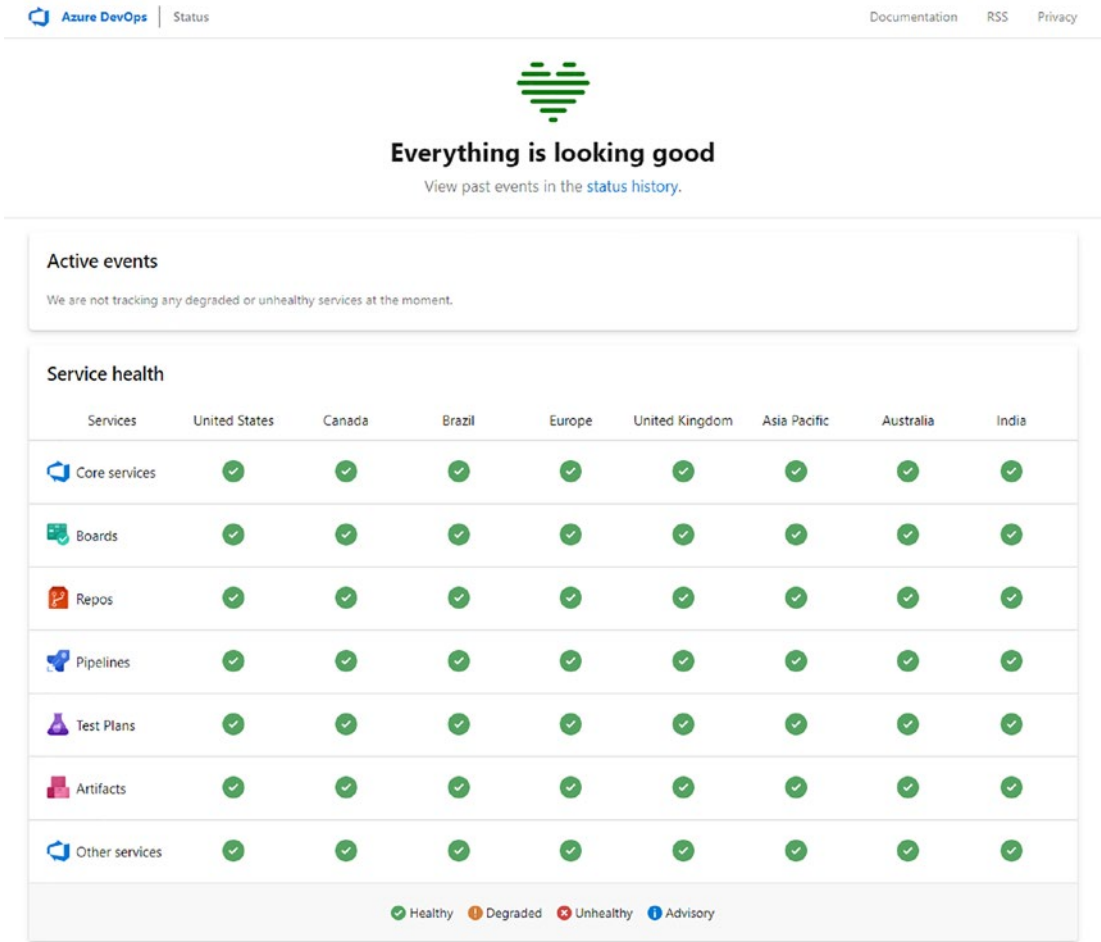 Azure DevOps Status Documentation RSS Privacy
Everything is looking good
View past events in the status history.
Active events
We are not tracking any degraded or unhealthy services at the moment.
Service health
Services United States Canada Brazil Europe United Kingdom Asia Pacific Australia India
Core services
Boards
Repos
Pipelines
Test Plans
Artifacts
Other services
Healthy Degraded Unhealthy Advisory